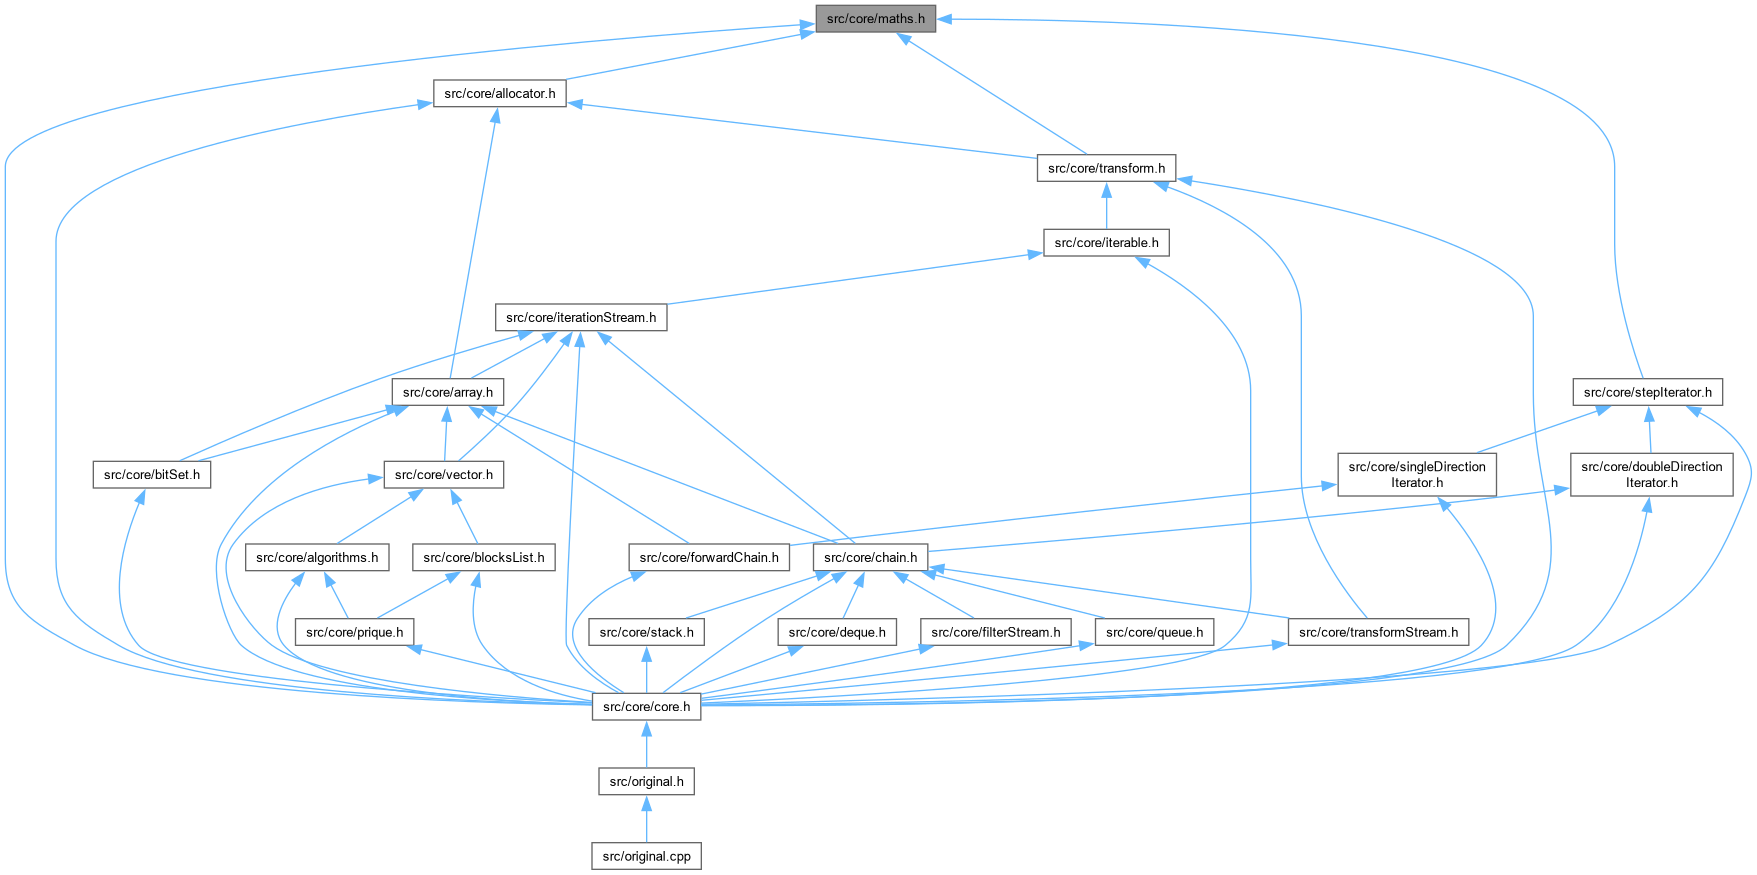 src/core/maths.h
src/core/allocator.h
src/core/transform.h
src/core/iterable.h
src/core/iterationStream.h
src/core/array.h
src/core/stepIterator.h
src/core/bitSet.h
src/core/vector.h
src/core/singleDirection
Iterator.h
src/core/doubleDirection
Iterator.h
src/core/algorithms.h
src/core/blocksList.h
src/core/forwardChain.h
src/core/chain.h
src/core/prique.h
src/core/stack.h
src/core/deque.h
src/core/filterStream.h
src/core/queue.h
src/core/transformStream.h
src/core/core.h
src/original.h
src/original.cpp